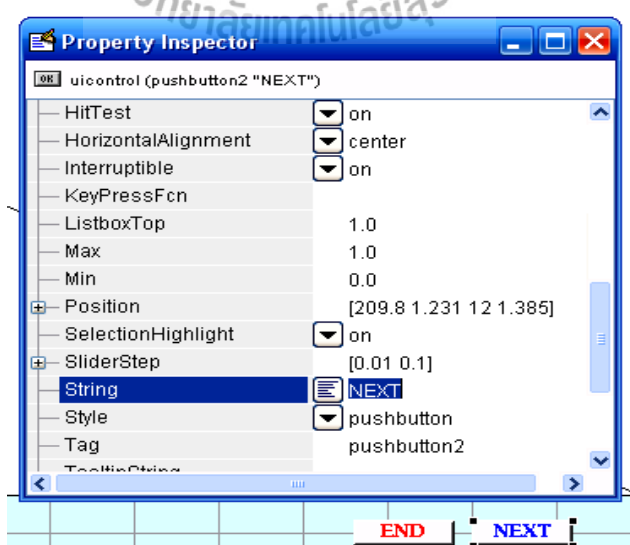 Property Inspector
OK uicontrol (pushbutton2 "NEXT")
HitTest on
HorizontalAlignment center
Interruptible on
KeyPressFcn
ListboxTop 1.0
Max 1.0
Min 0.0
Position [209.8 1.231 12 1.385]
SelectionHighlight on
SliderStep [0.01 0.1]
String NEXT
Style pushbutton
Tag pushbutton2
TooltipString
END NEXT